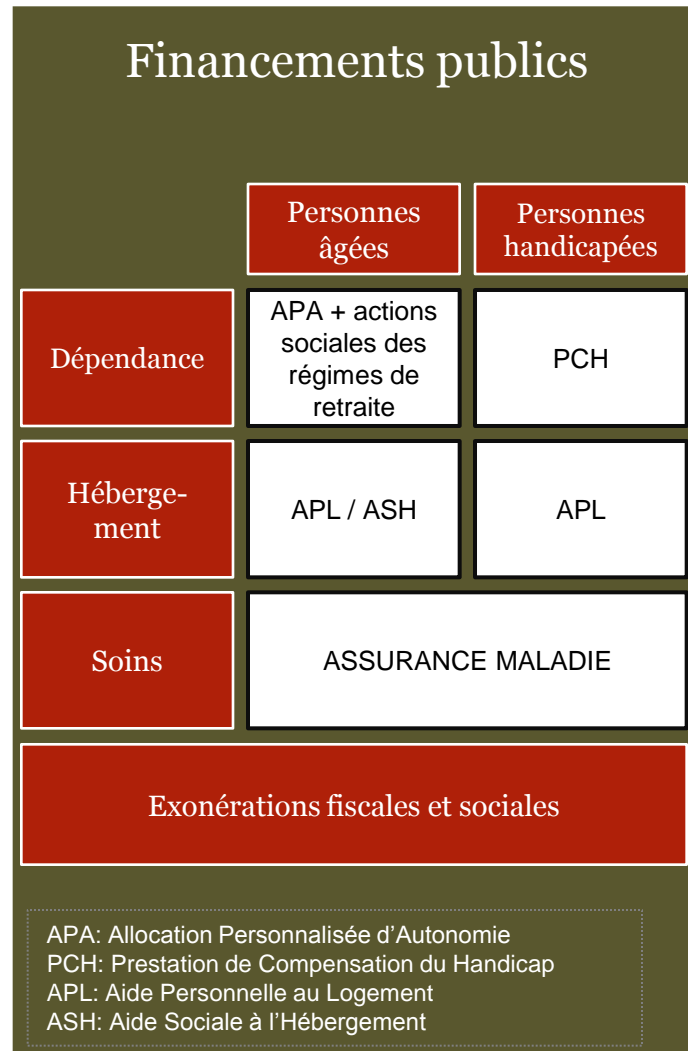 Financements publics
Personnes
âgées
Personnes
handicapées
Dépendance
APA + actions
sociales des
régimes de
retraite
PCH
Héberge-
ment
APL / ASH
APL
Soins
ASSURANCE MALADIE
Exonérations fiscales et sociales
APA: Allocation Personnalisée d’Autonomie
PCH: Prestation de Compensation du Handicap
APL: Aide Personnelle au Logement
ASH: Aide Sociale à l’Hébergement